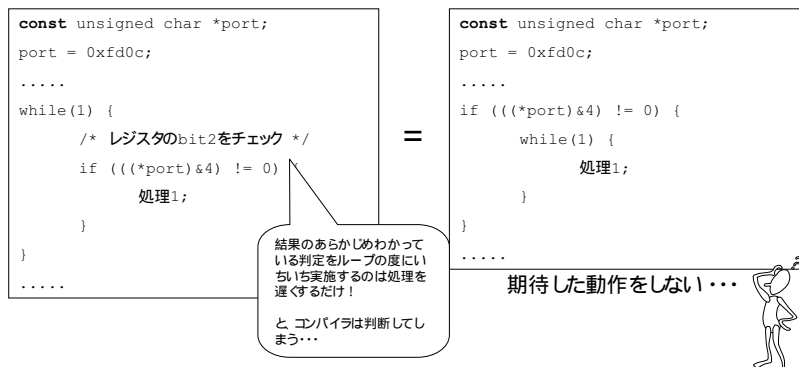 const unsigned char *port;
port = 0xfd0c;
.....
while(1) {
/* レジスタのbit2をチェック */
if (((*port)&4) != 0) {
処理1;
}
}
.....
結果のあらかじめわかって
いる判定をループの度にい
ちいち実施するのは処理を
遅くするだけ！
と、コンパイラは判断してし
まう・・・
=
const unsigned char *port;
port = 0xfd0c;
.....
if (((*port)&4) != 0) {
while(1) {
処理1;
}
}
.....
期待した動作をしない・・・